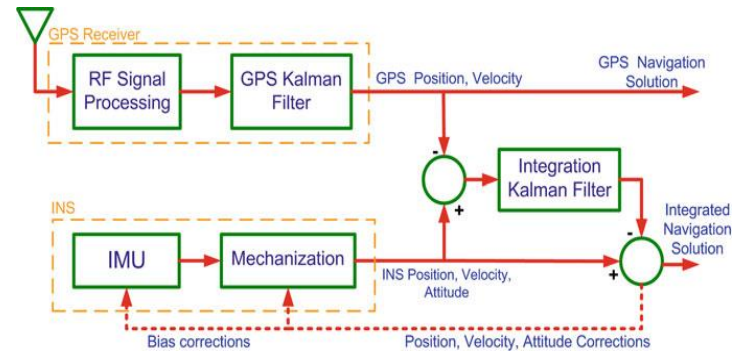 GPS Receiver
RF Signal
Processing
GPS Kalman
Filter
GPS Position, Velocity
GPS Navigation
Solution
-
+
Integration
Kalman Filter
-
+
Integrated
Navigation
Solution
INS
IMU
Mechanization
INS Position, Velocity,
Attitude
Bias corrections
Position, Velocity, Attitude Corrections